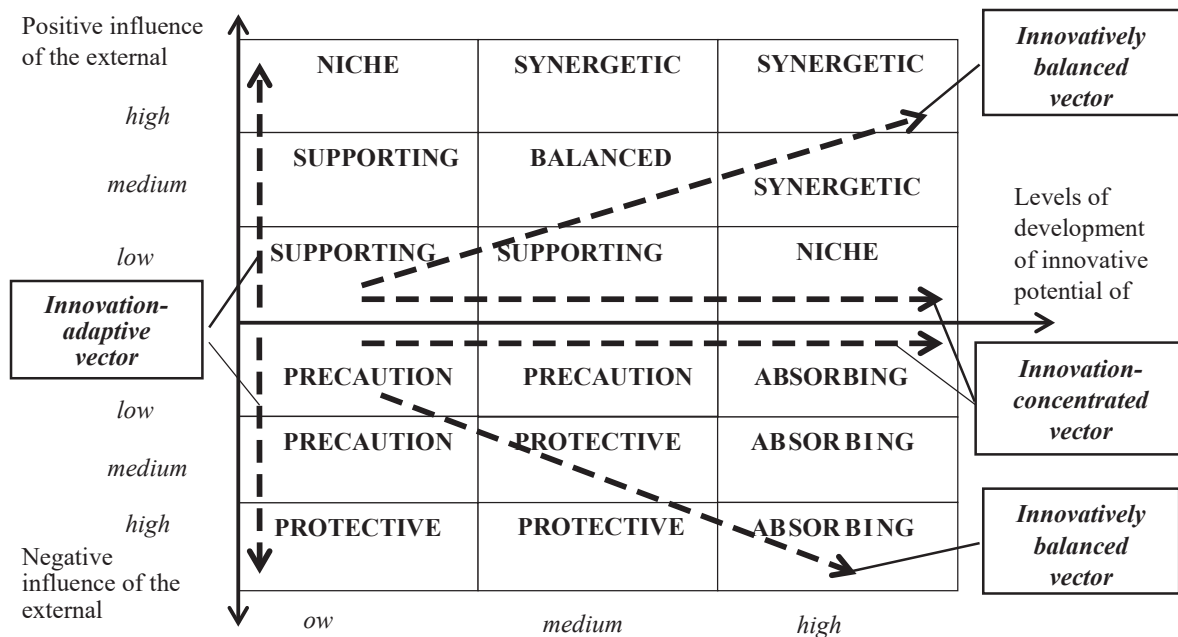 Positive influence
of the external
NICHE
SYNERGETIC
SYNERGETIC
Innovatively
balanced
vector
high
SUPPORTING
BALANCED
medium
SYNERGETIC
Levels of
development
of innovative
potential of
low
SUPPORTING
SUPPORTING
NICHE
Innovation-
adaptive
vector
PRECAUTION
PRECAUTION
ABSORBING
low
Innovation-
concentrated
vector
PRECAUTION
PROTECTIVE
ABSORBING
medium
high
PROTECTIVE
PROTECTIVE
ABSORBING
Innovatively
balanced
vector
Negative
influence of the
external
ow
medium
high